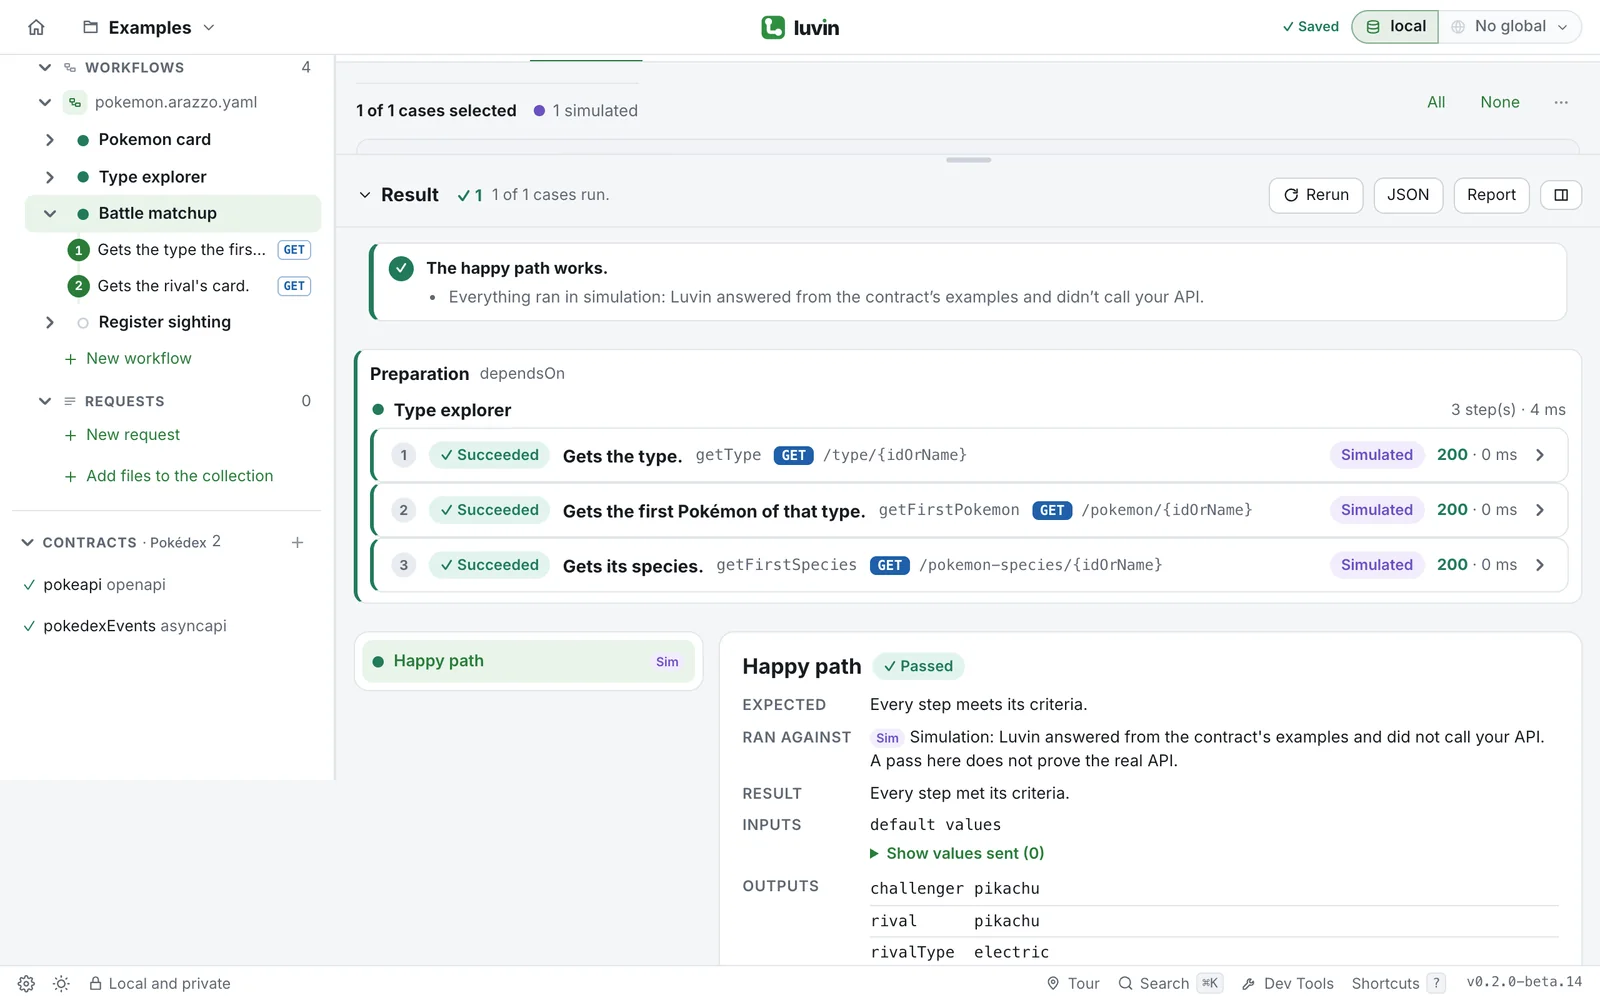 Examples
luvin
Saved
local
No global
WORKFLOWS 4
pokemon.arazzo.yaml
Pokemon card
Type explorer
Battle matchup
1 Gets the type the firs... GET
2 Gets the rival's card. GET
Register sighting
+ New workflow
REQUESTS 0
+ New request
+ Add files to the collection
CONTRACTS · Pokédex 2 +
pokeapi openapi
pokedexEvents asyncapi
1 of 1 cases selected 1 simulated
All None ...
Result 1 1 of 1 cases run.
Rerun JSON Report
The happy path works.
• Everything ran in simulation: Luvin answered from the contract’s examples and didn’t call your API.
Preparation dependsOn
Type explorer 3 step(s) · 4 ms
1 Succeeded Gets the type. getType GET /type/{idOrName} Simulated 200 · 0 ms
2 Succeeded Gets the first Pokémon of that type. getFirstPokemon GET /pokemon/{idOrName} Simulated 200 · 0 ms
3 Succeeded Gets its species. getFirstSpecies GET /pokemon-species/{idOrName} Simulated 200 · 0 ms
Happy path Sim
Happy path Passed
EXPECTED Every step meets its criteria.
RAN AGAINST Sim Simulation: Luvin answered from the contract's examples and did not call your API.
A pass here does not prove the real API.
RESULT Every step met its criteria.
INPUTS default values
Show values sent (0)
OUTPUTS challenger pikachu
rival pikachu
rivalType electric
Local and private
Tour Search ⌘K Dev Tools Shortcuts ? v0.2.0-beta.14